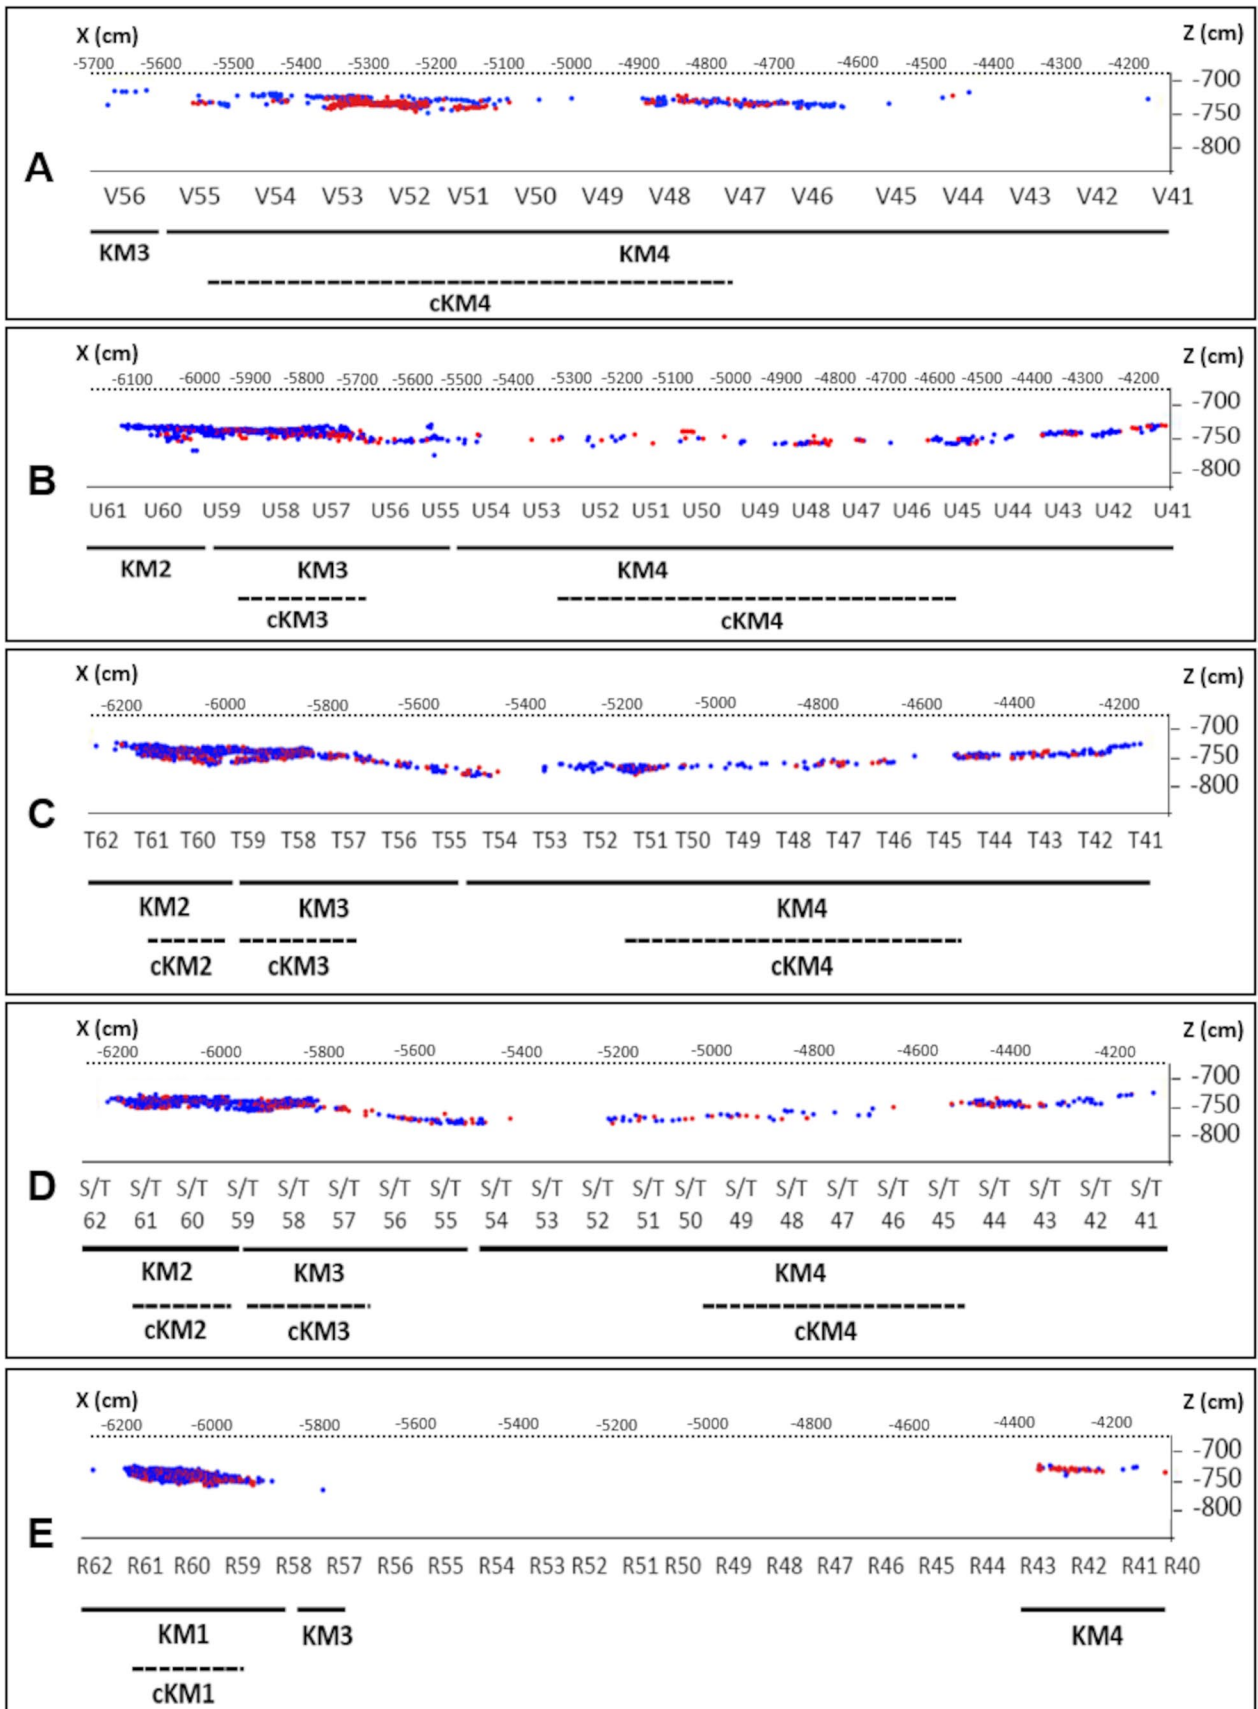 X (cm) Z (cm)
-5700 -5600 -5500 -5400 -5300 -5200 -5100 -5000 -4900 -4800 -4700 -4600 -4500 -4400 -4300 -4200
-700
-750
-800
A
V56 V55 V54 V53 V52 V51 V50 V49 V48 V47 V46 V45 V44 V43 V42 V41
KM3 KM4
cKM4
X (cm) Z (cm)
-6100 -6000 -5900 -5800 -5700 -5600 -5500 -5400 -5300 -5200 -5100 -5000 -4900 -4800 -4700 -4600 -4500 -4400 -4300 -4200
-700
-750
-800
B
U61 U60 U59 U58 U57 U56 U55 U54 U53 U52 U51 U50 U49 U48 U47 U46 U45 U44 U43 U42 U41
KM2 KM3 KM4
cKM3 cKM4
X (cm) Z (cm)
-6200 -6000 -5800 -5600 -5400 -5200 -5000 -4800 -4600 -4400 -4200
-700
-750
-800
C
T62 T61 T60 T59 T58 T57 T56 T55 T54 T53 T52 T51 T50 T49 T48 T47 T46 T45 T44 T43 T42 T41
KM2 KM3 KM4
cKM2 cKM3 cKM4
X (cm) Z (cm)
-6200 -6000 -5800 -5600 -5400 -5200 -5000 -4800 -4600 -4400 -4200
-700
-750
-800
D
S/T S/T S/T S/T S/T S/T S/T S/T S/T S/T S/T S/T S/T S/T S/T S/T S/T S/T S/T S/T S/T S/T
62 61 60 59 58 57 56 55 54 53 52 51 50 49 48 47 46 45 44 43 42 41
KM2 KM3 KM4
cKM2 cKM3 cKM4
X (cm) Z (cm)
-6200 -6000 -5800 -5600 -5400 -5200 -5000 -4800 -4600 -4400 -4200
-700
-750
-800
E
R62 R61 R60 R59 R58 R57 R56 R55 R54 R53 R52 R51 R50 R49 R48 R47 R46 R45 R44 R43 R42 R41 R40
KM1 KM3 KM4
cKM1